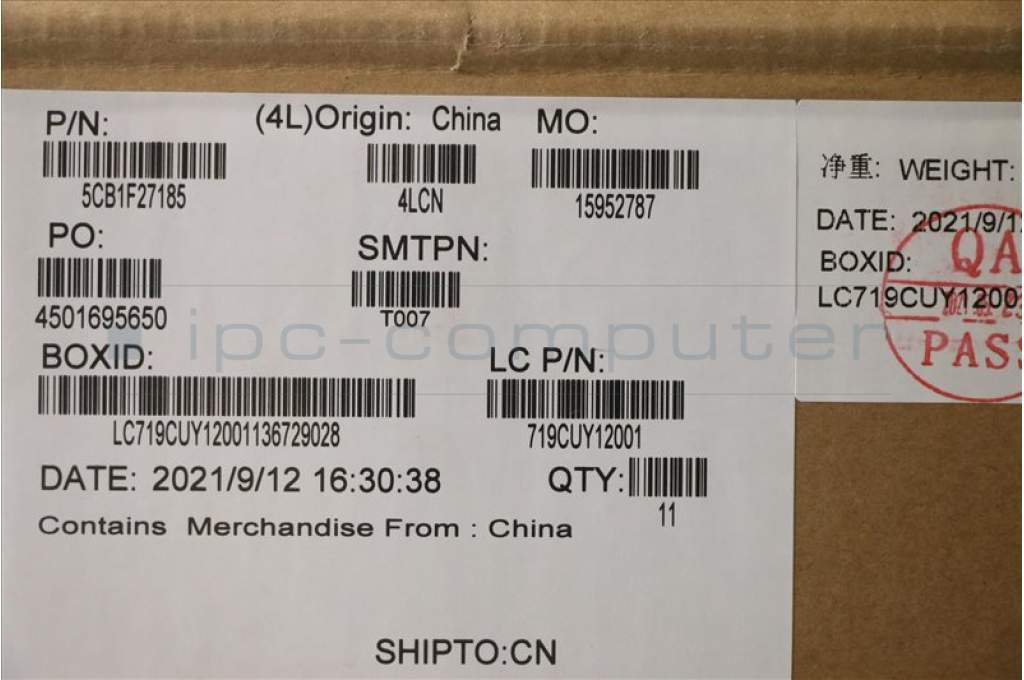 P/N:
5CB1F27185
(4L)Origin: China
4LCN
MO:
15952787
PO:
4501695650
SMTPN:
T007
BOXID:
LC719CUY12001136729028
LC P/N:
719CUY12001
DATE: 2021/9/12 16:30:38
QTY:
11
Contains Merchandise From : China
SHIPTO:CN
净重: WEIGHT:
DATE: 2021/9/1
BOXID:
LC719CUY1200
QA
PASS
ipc-computer